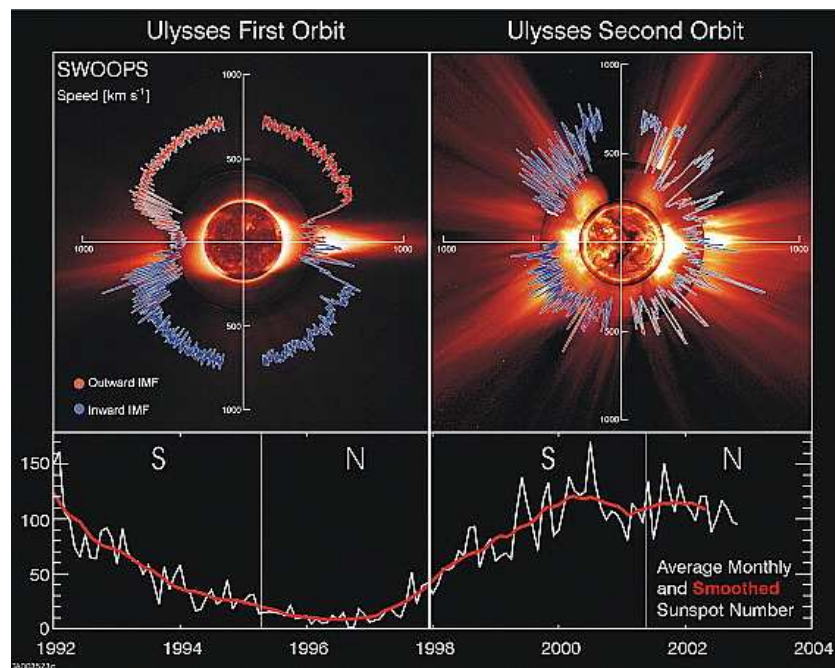 Ulysses First Orbit
Ulysses Second Orbit
SWOOPS
Speed [km s-1]
1000
500
1000
1000
500
1000
Outward IMF
Inward IMF
1000
500
1000
1000
500
1000
S
N
S
N
150
100
50
0
Average Monthly
and Smoothed
Sunspot Number
1992
1994
1996
1998
2000
2002
2004